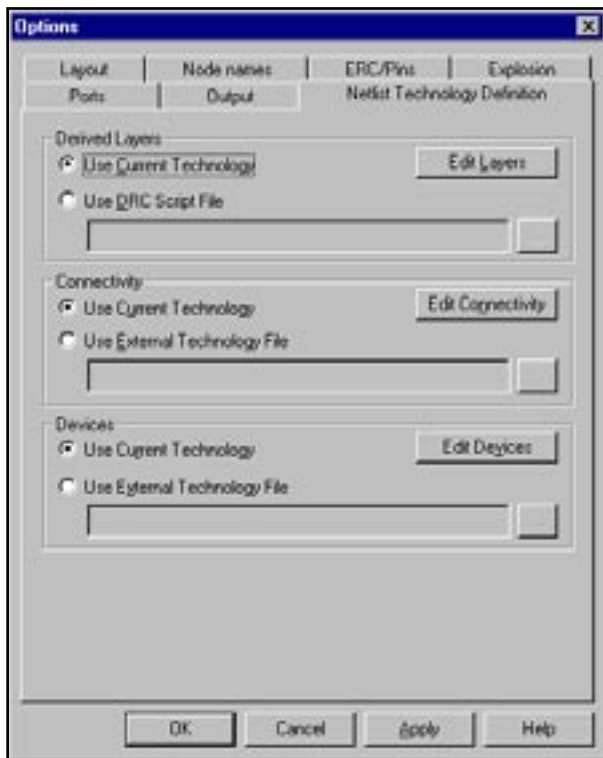 Options
Layout Node names ERC/Pins Explosion
Ports Output Netlist Technology Definition
Derived Layers
Use Current Technology Edit Layers
Use DRC Script File
Connectivity
Use Current Technology Edit Connectivity
Use External Technology File
Devices
Use Current Technology Edit Devices
Use External Technology File
OK Cancel Apply Help